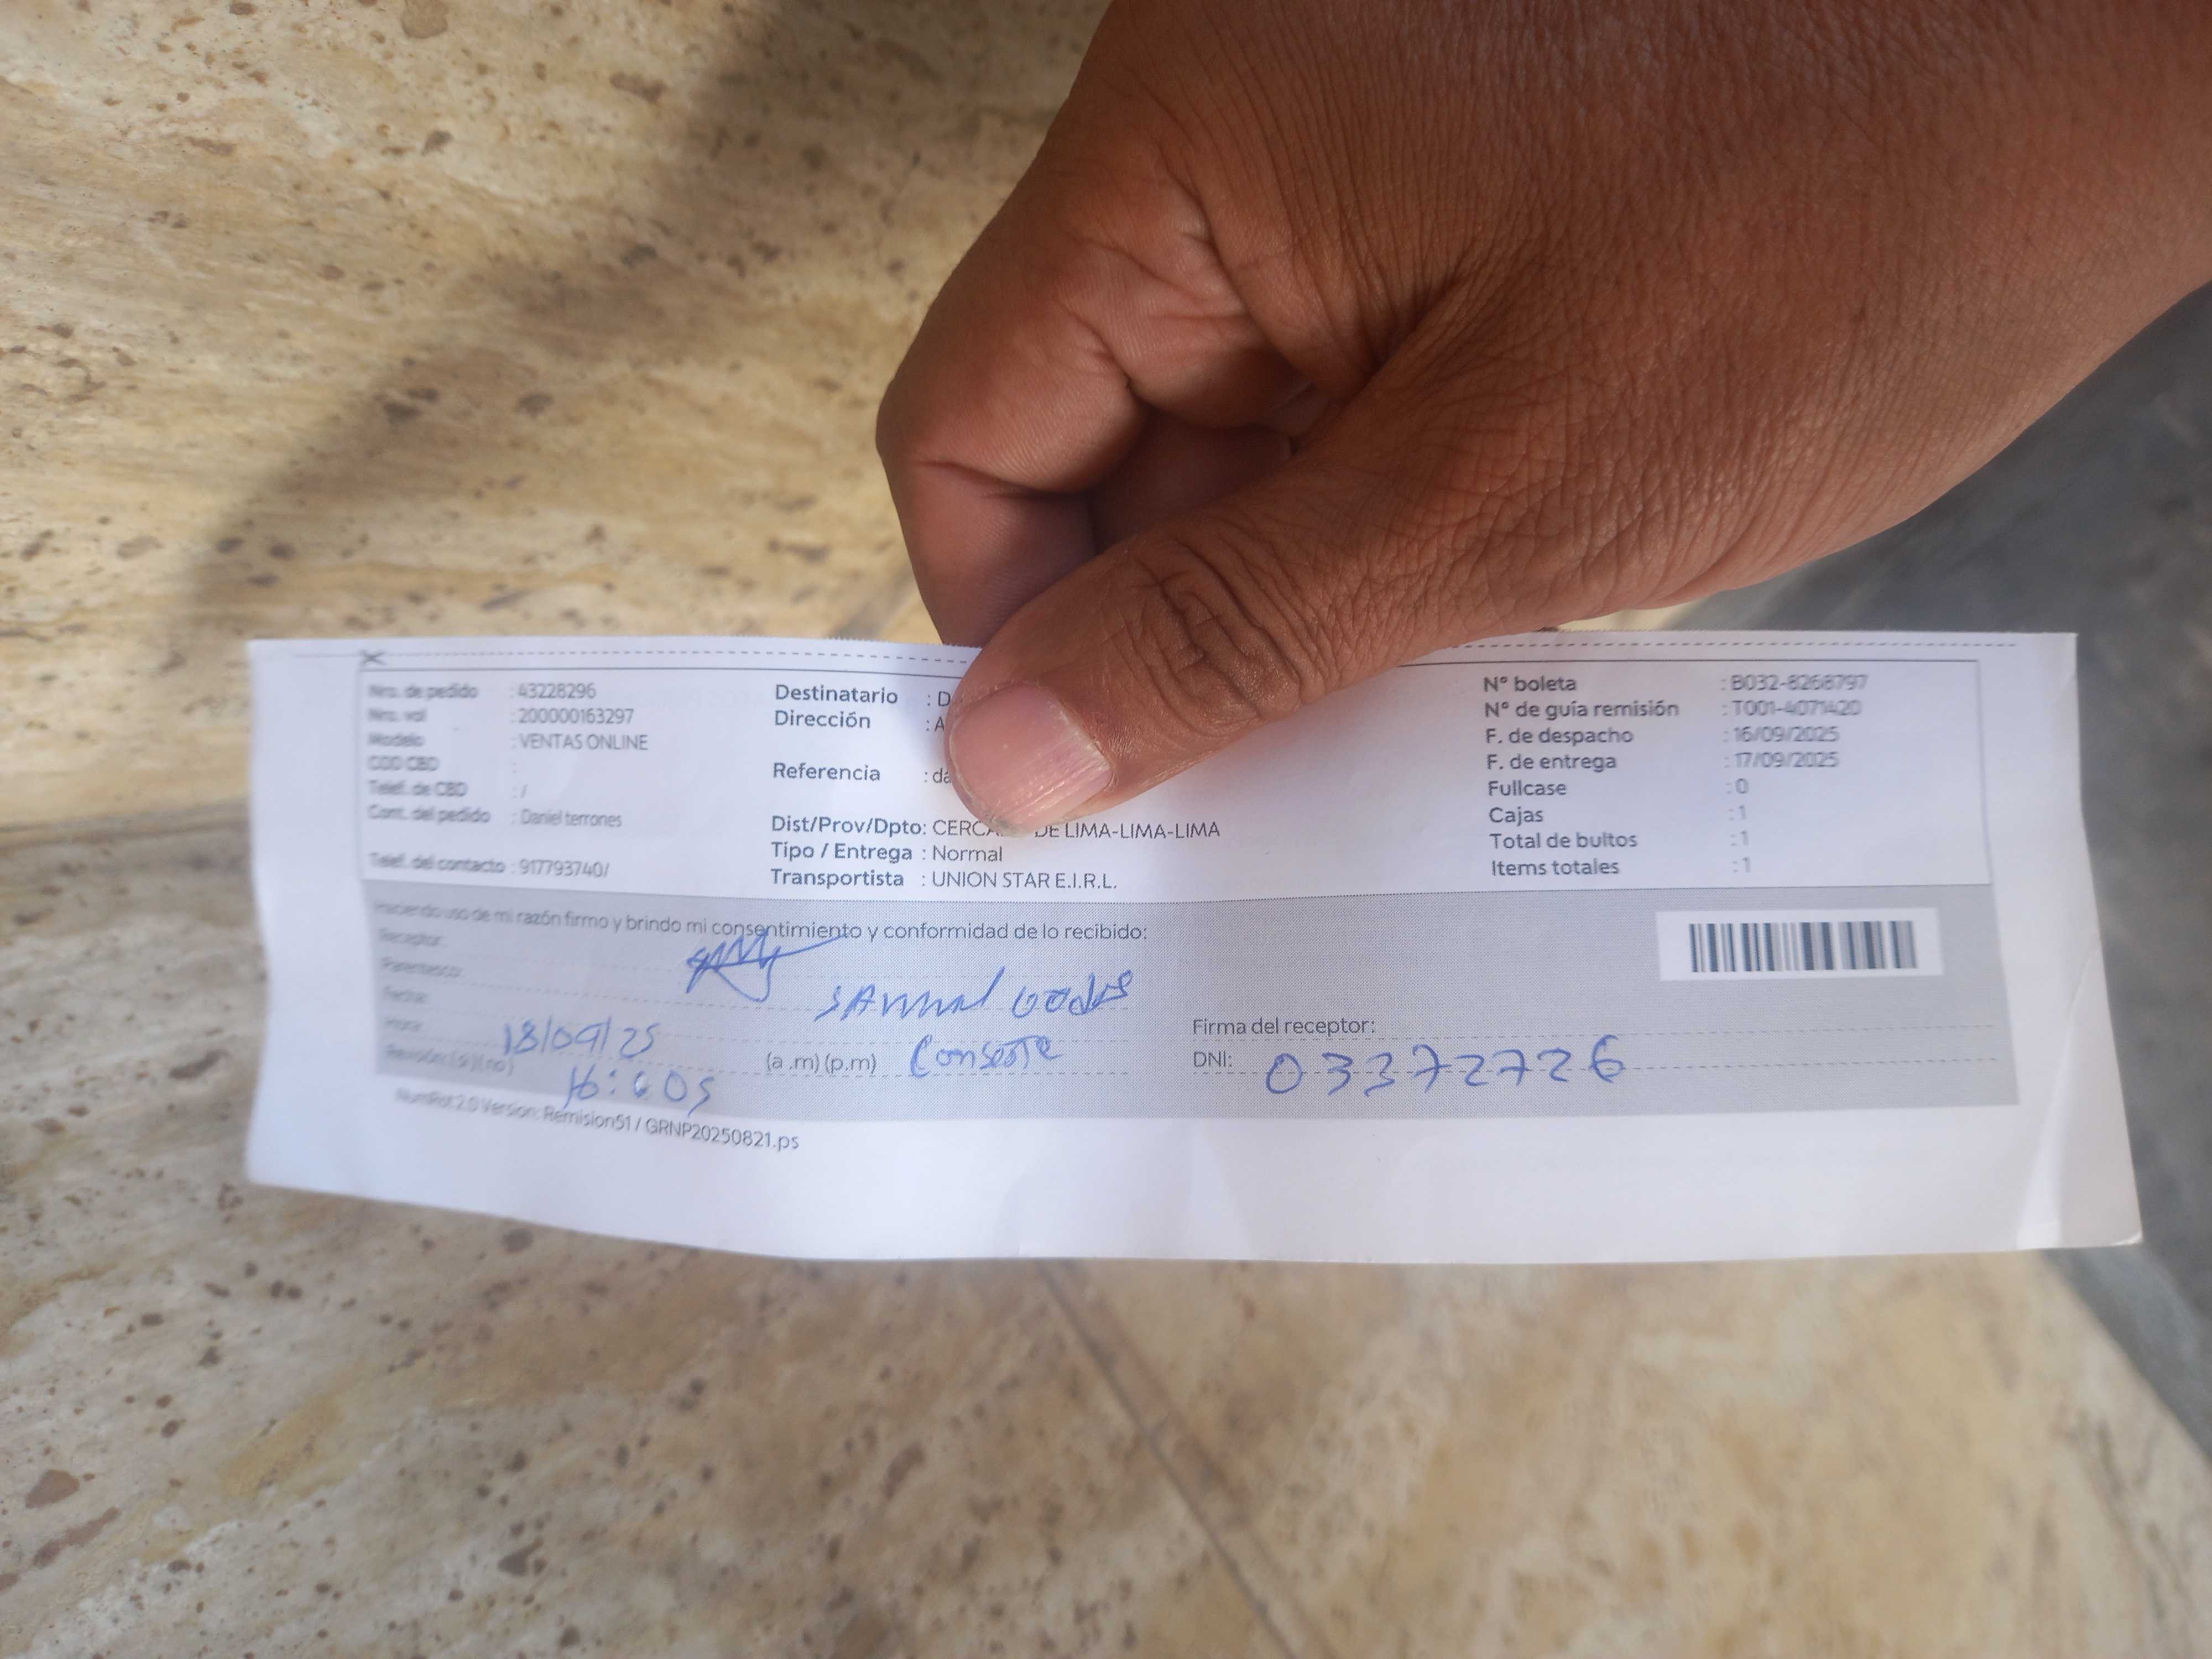 Nro. de pedido : 43228296
Nro. val : 200000163297
Modelo : VENTAS ONLINE
COD CBD :
Telef. de CBD : /
Cont. del pedido : Daniel terrones
Telef. del contacto : 917793740/
Destinatario : D
Dirección : A
Referencia : da
Dist/Prov/Dpto: CERCA DE LIMA-LIMA-LIMA
Tipo / Entrega : Normal
Transportista : UNION STAR E.I.R.L.
N° boleta : B032-8268797
N° de guía remisión : T001-4071420
F. de despacho : 16/09/2025
F. de entrega : 17/09/2025
Fullcase : 0
Cajas : 1
Total de bultos : 1
Items totales : 1
Haciendo uso de mi razón firmo y brindo mi consentimiento y conformidad de lo recibido:
Receptor:
Parentesco:
Fecha: 18/09/25
Hora: (a .m) (p.m)
Revisión: ( si ) ( no )
Firma del receptor:
DNI: 03372726
NumRot 2.0 Version: Remision51 / GRNP20250821.ps